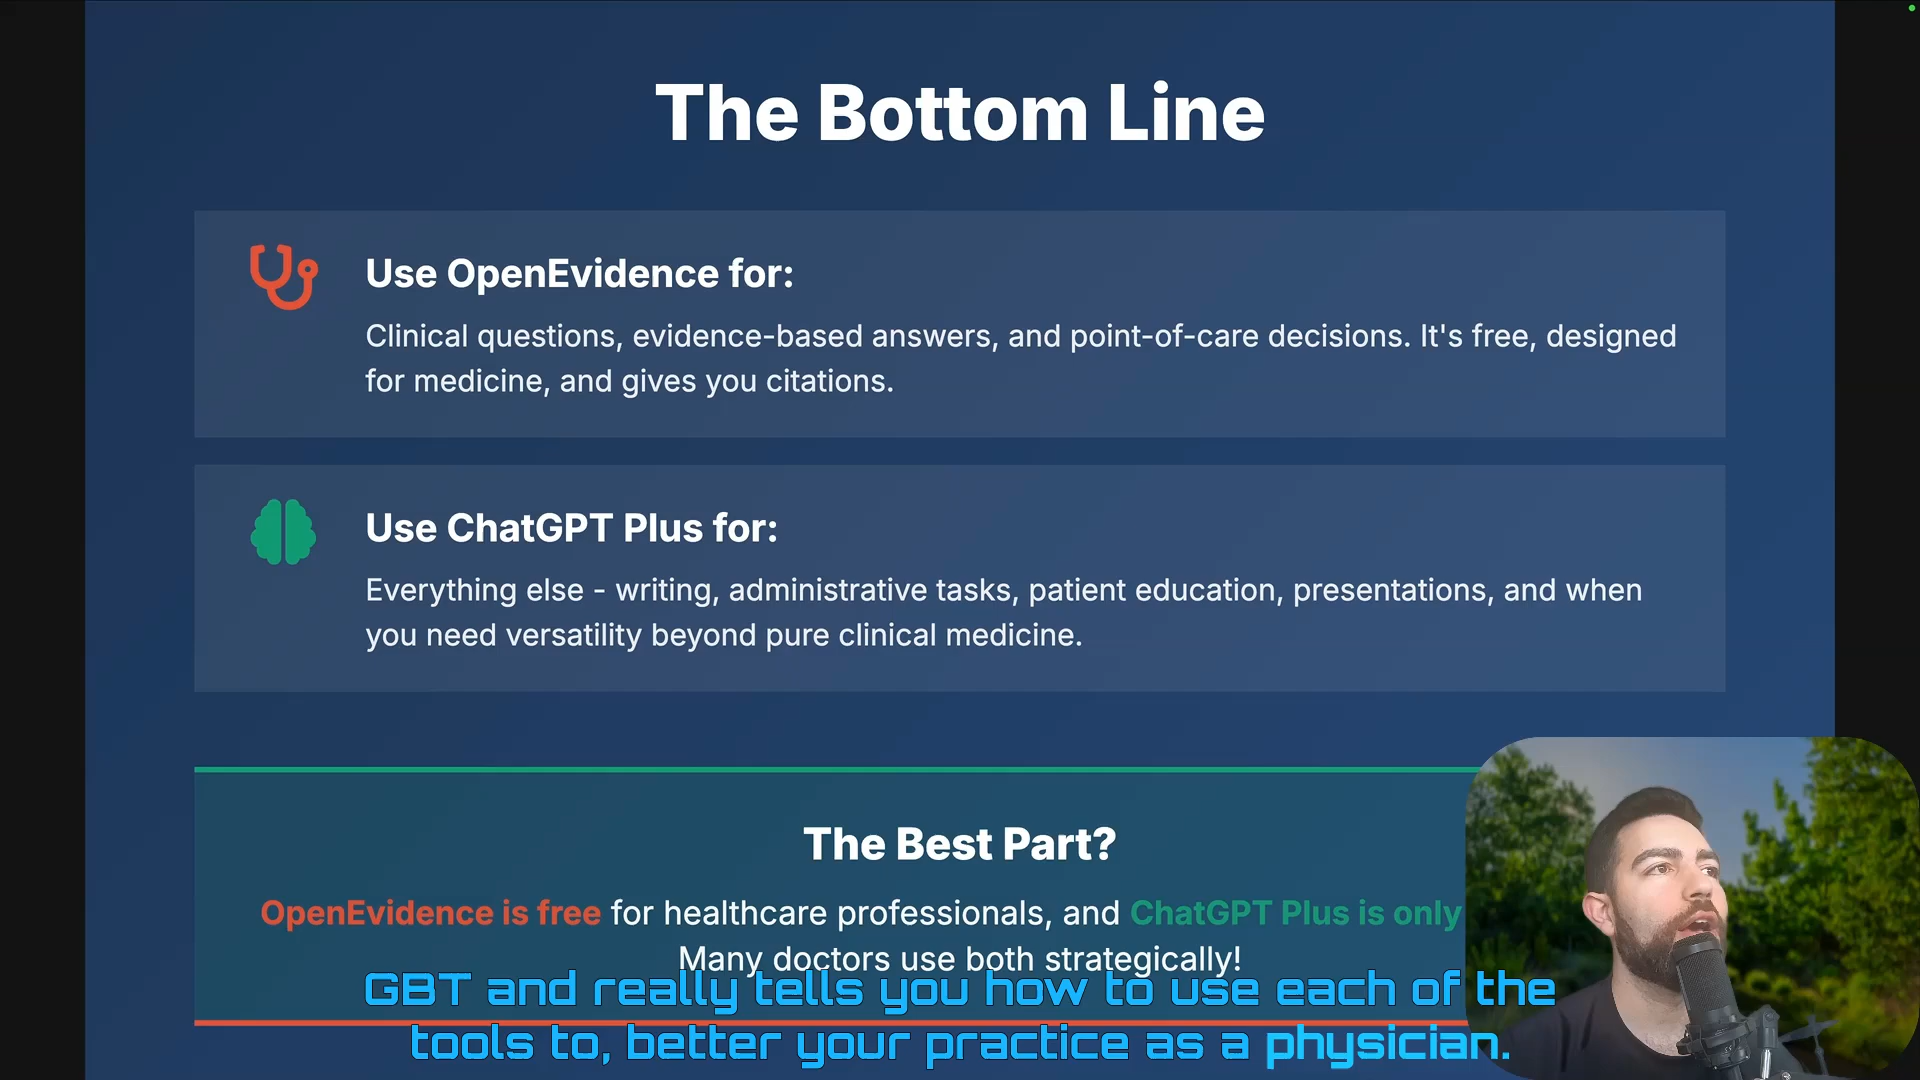 The Bottom Line
Use OpenEvidence for:
Clinical questions, evidence-based answers, and point-of-care decisions. It's free, designed
for medicine, and gives you citations.
Use ChatGPT Plus for:
Everything else - writing, administrative tasks, patient education, presentations, and when
you need versatility beyond pure clinical medicine.
The Best Part?
OpenEvidence is free for healthcare professionals, and ChatGPT Plus is only
Many doctors use both strategically!
GBT and really tells you how to use each of the
tools to, better your practice as a physician.